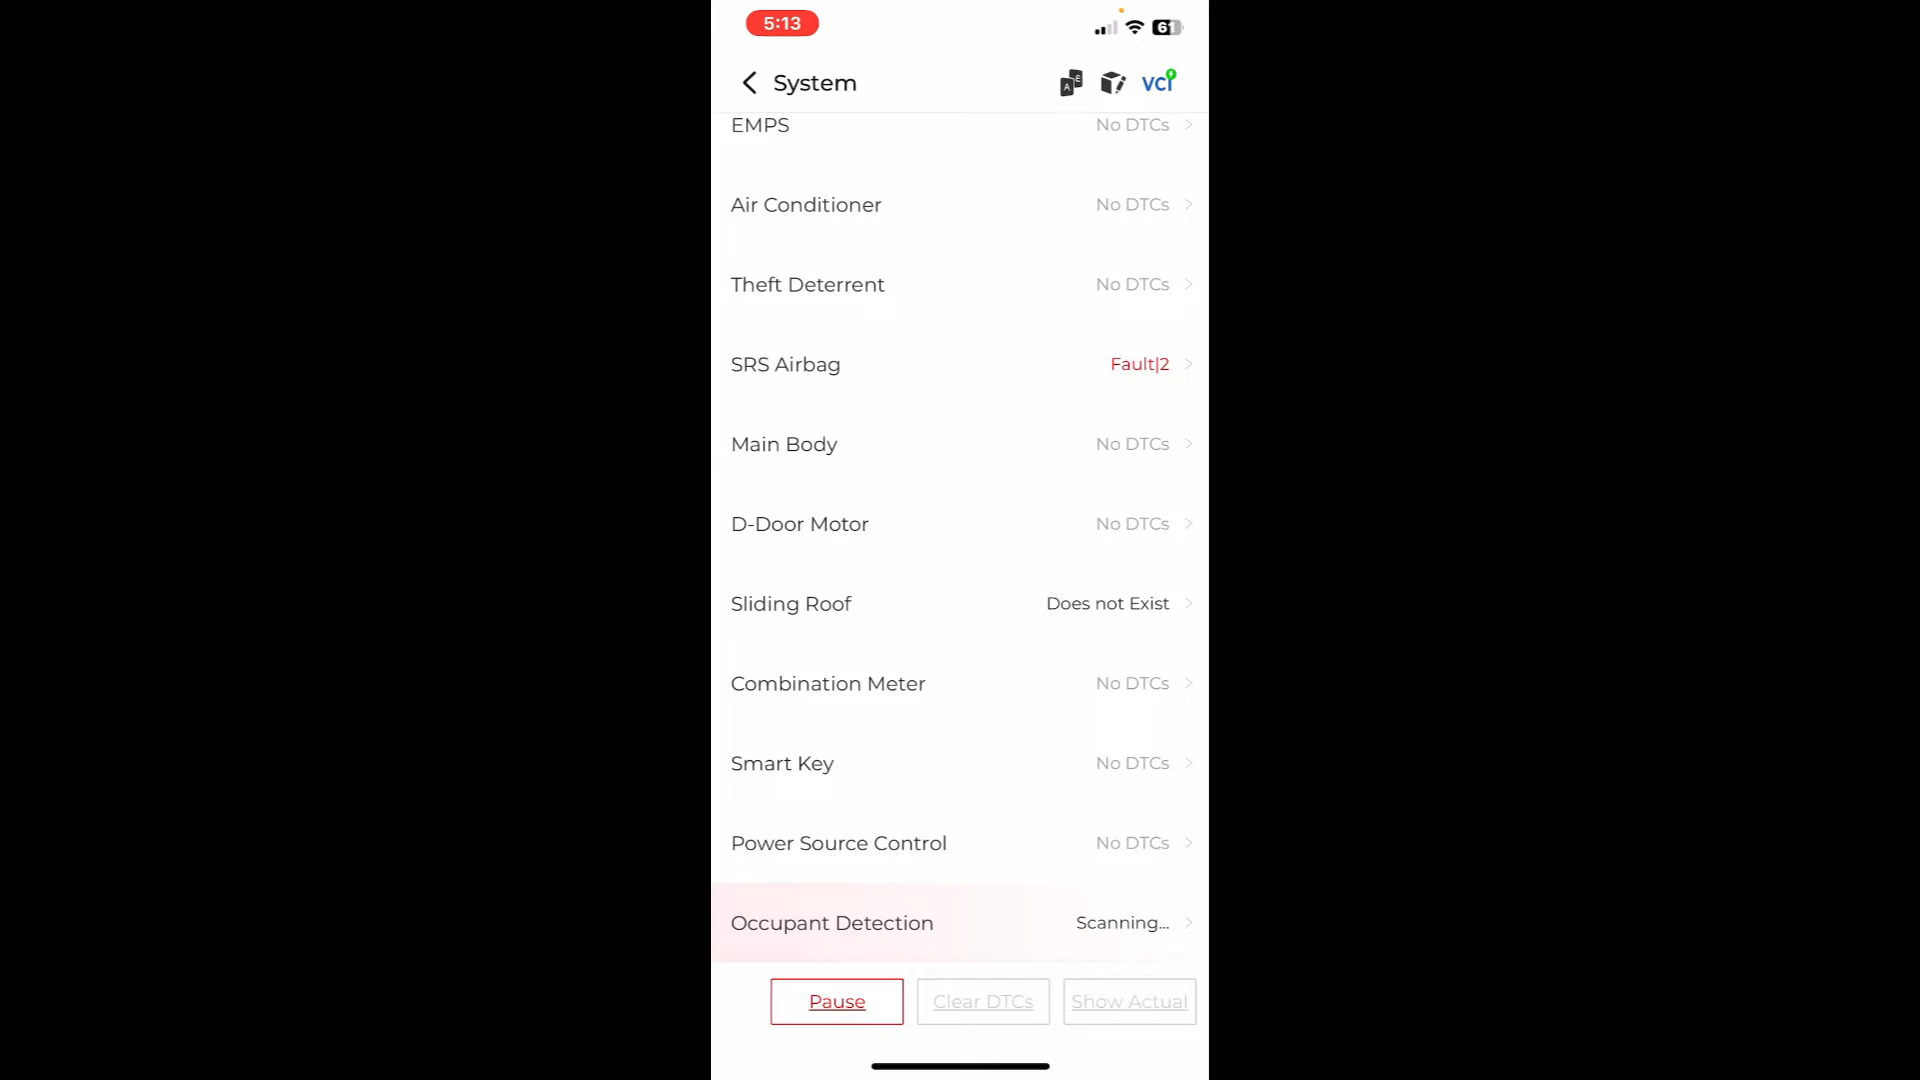 5:13
61
System
A
E
VCI
EMPS No DTCs
Air Conditioner No DTCs
Theft Deterrent No DTCs
SRS Airbag Fault|2
Main Body No DTCs
D-Door Motor No DTCs
Sliding Roof Does not Exist
Combination Meter No DTCs
Smart Key No DTCs
Power Source Control No DTCs
Occupant Detection Scanning...
Pause Clear DTCs Show Actual